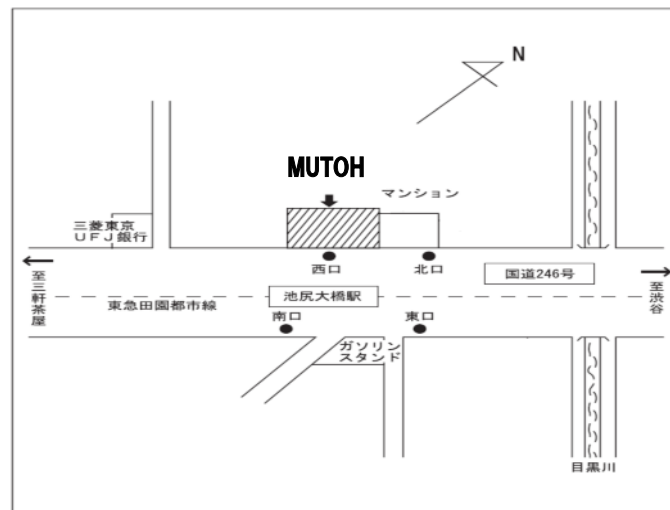 N
MUTOH
マンション
三菱東京
UFJ銀行
西口
北口
国道246号
至三軒茶屋
池尻大橋駅
至渋谷
東急田園都市線
南口
東口
ガソリン
スタンド
目黒川